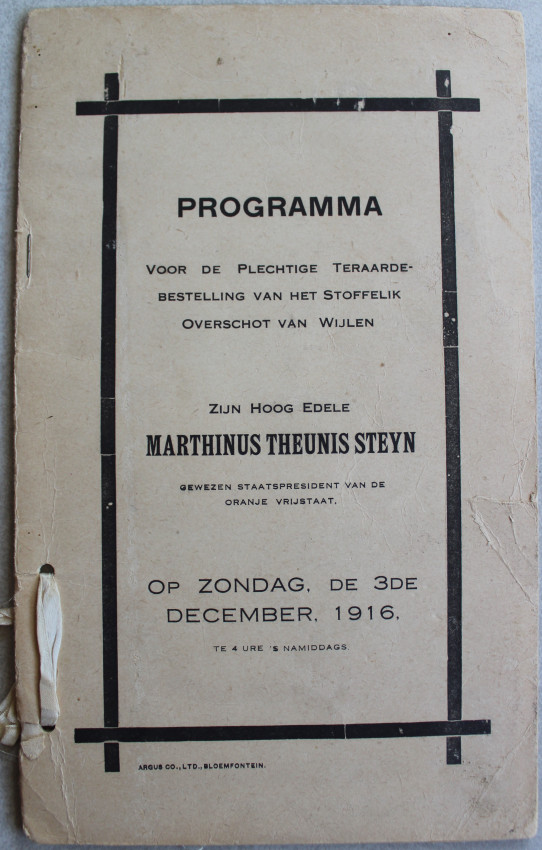 PROGRAMMA
VOOR DE PLECHTIGE TERAARDE-
BESTELLING VAN HET STOFFELIK
OVERSCHOT VAN WIJLEN
ZIJN HOOG EDELE
MARTHINUS THEUNIS STEYN
GEWEZEN STAATSPRESIDENT VAN DE
ORANJE VRIJSTAAT.
OP ZONDAG, DE 3DE
DECEMBER, 1916,
TE 4 URE 'S NAMIDDAGS.
ARGUS CO., LTD., BLOEMFONTEIN.